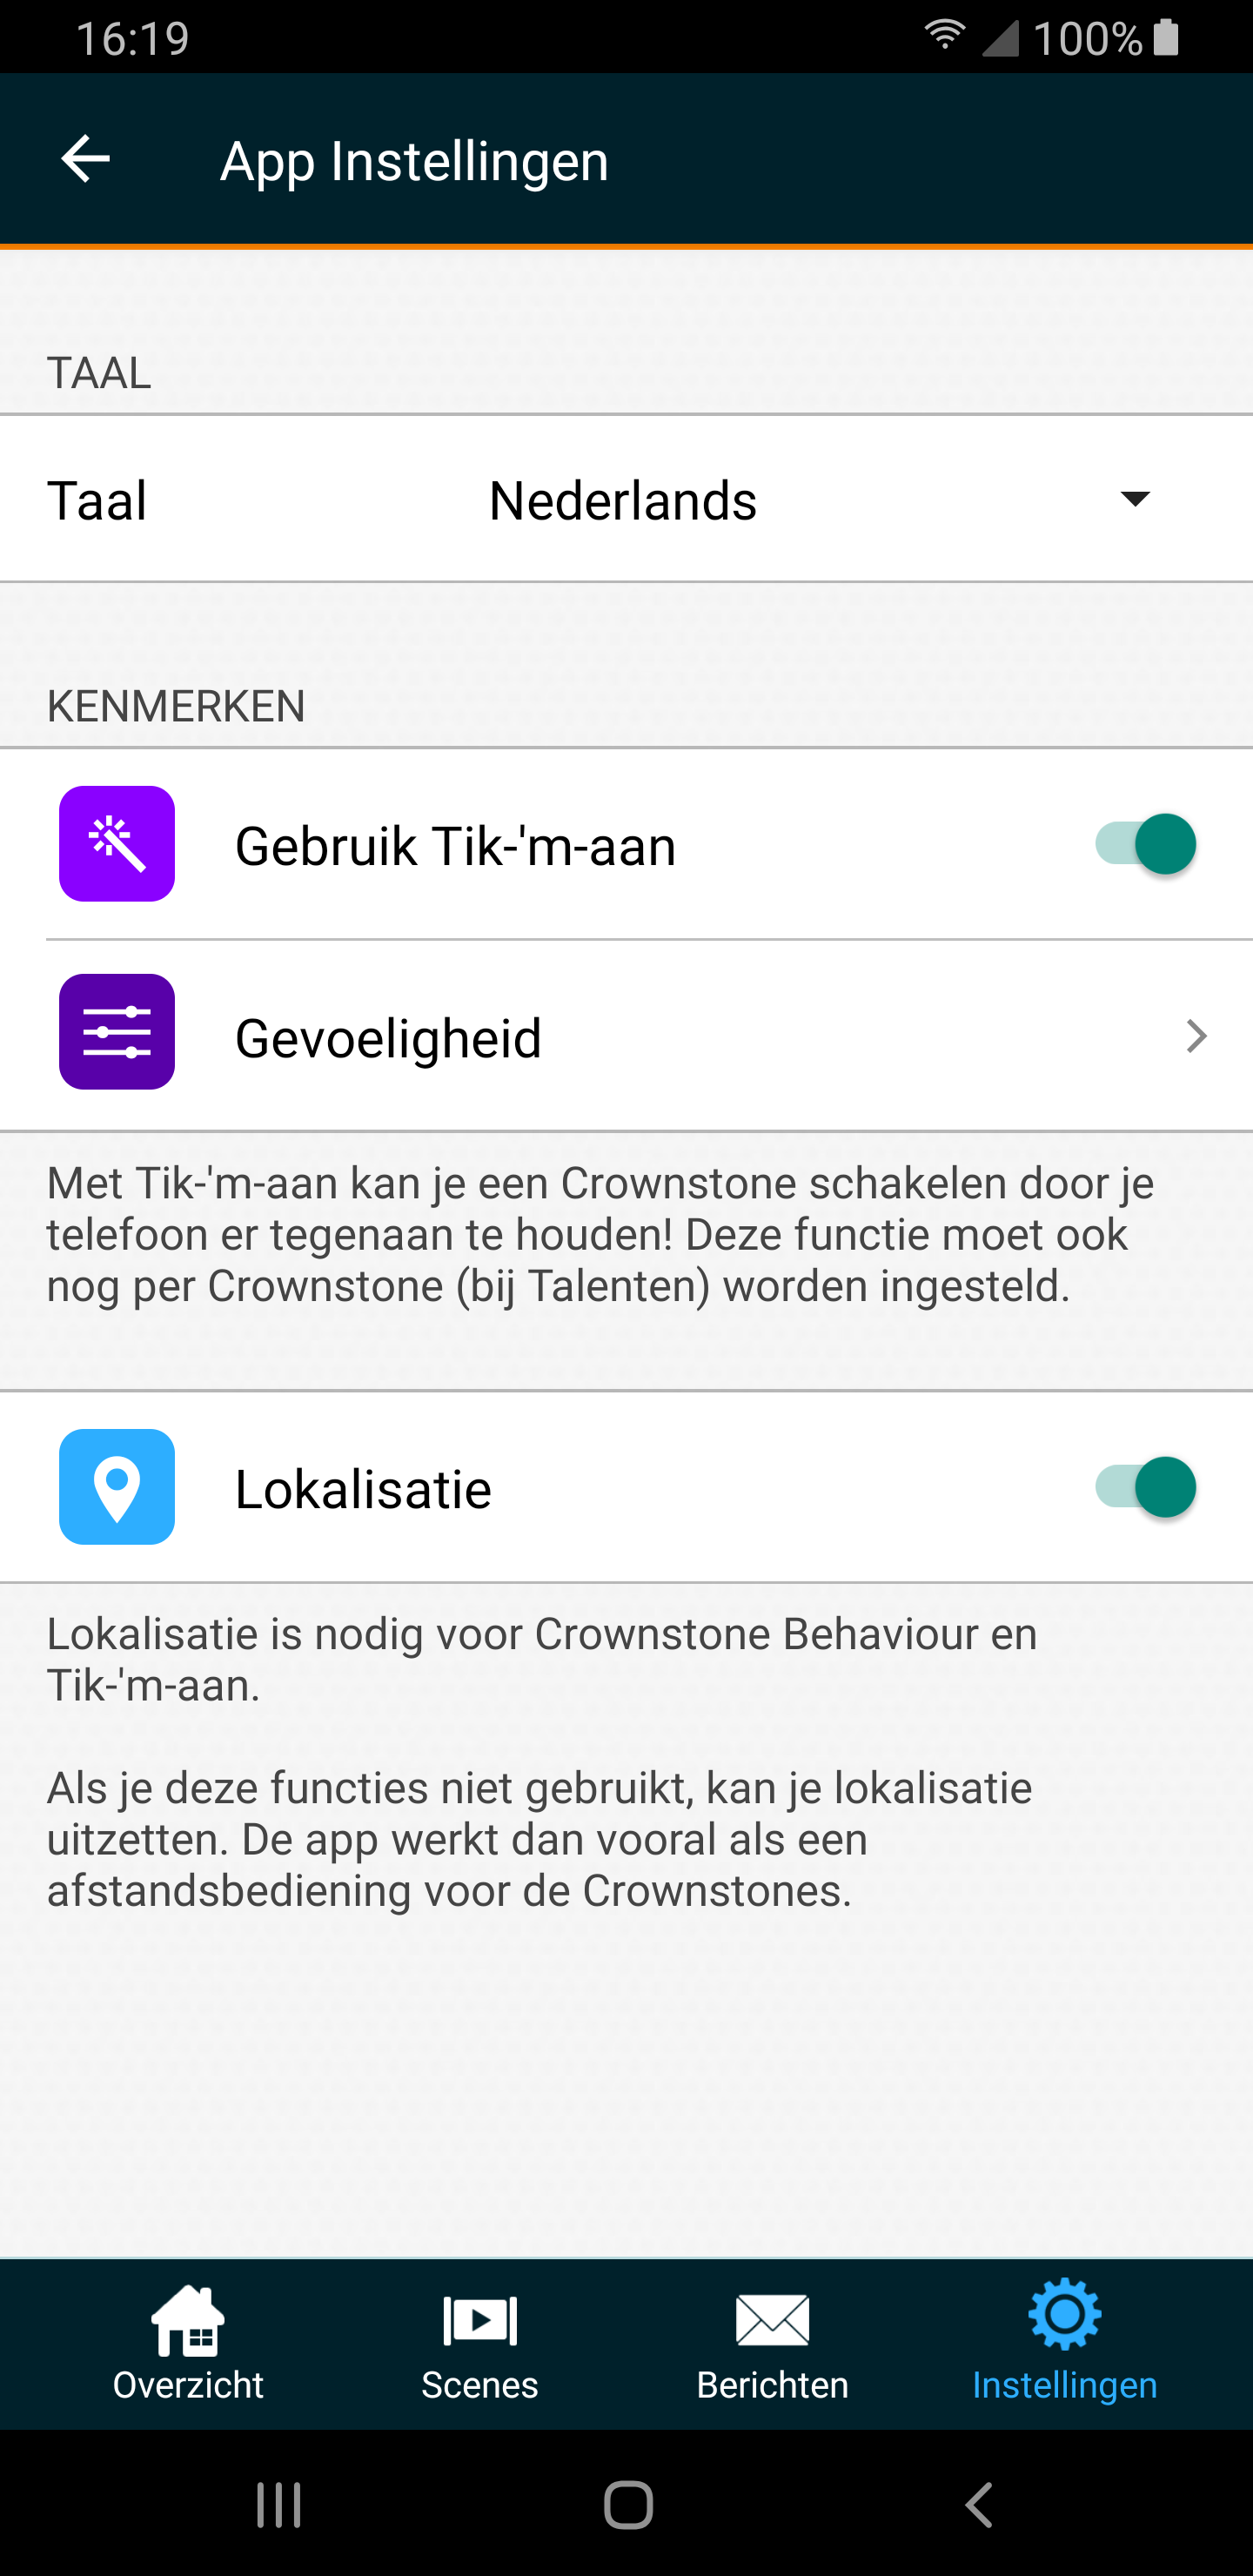 16:19
100%
App Instellingen
TAAL
Taal
Nederlands
KENMERKEN
Gebruik Tik-'m-aan
Gevoeligheid
Met Tik-'m-aan kan je een Crownstone schakelen door je
telefoon er tegenaan te houden! Deze functie moet ook
nog per Crownstone (bij Talenten) worden ingesteld.
Lokalisatie
Lokalisatie is nodig voor Crownstone Behaviour en
Tik-'m-aan.
Als je deze functies niet gebruikt, kan je lokalisatie
uitzetten. De app werkt dan vooral als een
afstandsbediening voor de Crownstones.
Overzicht
Scenes
Berichten
Instellingen